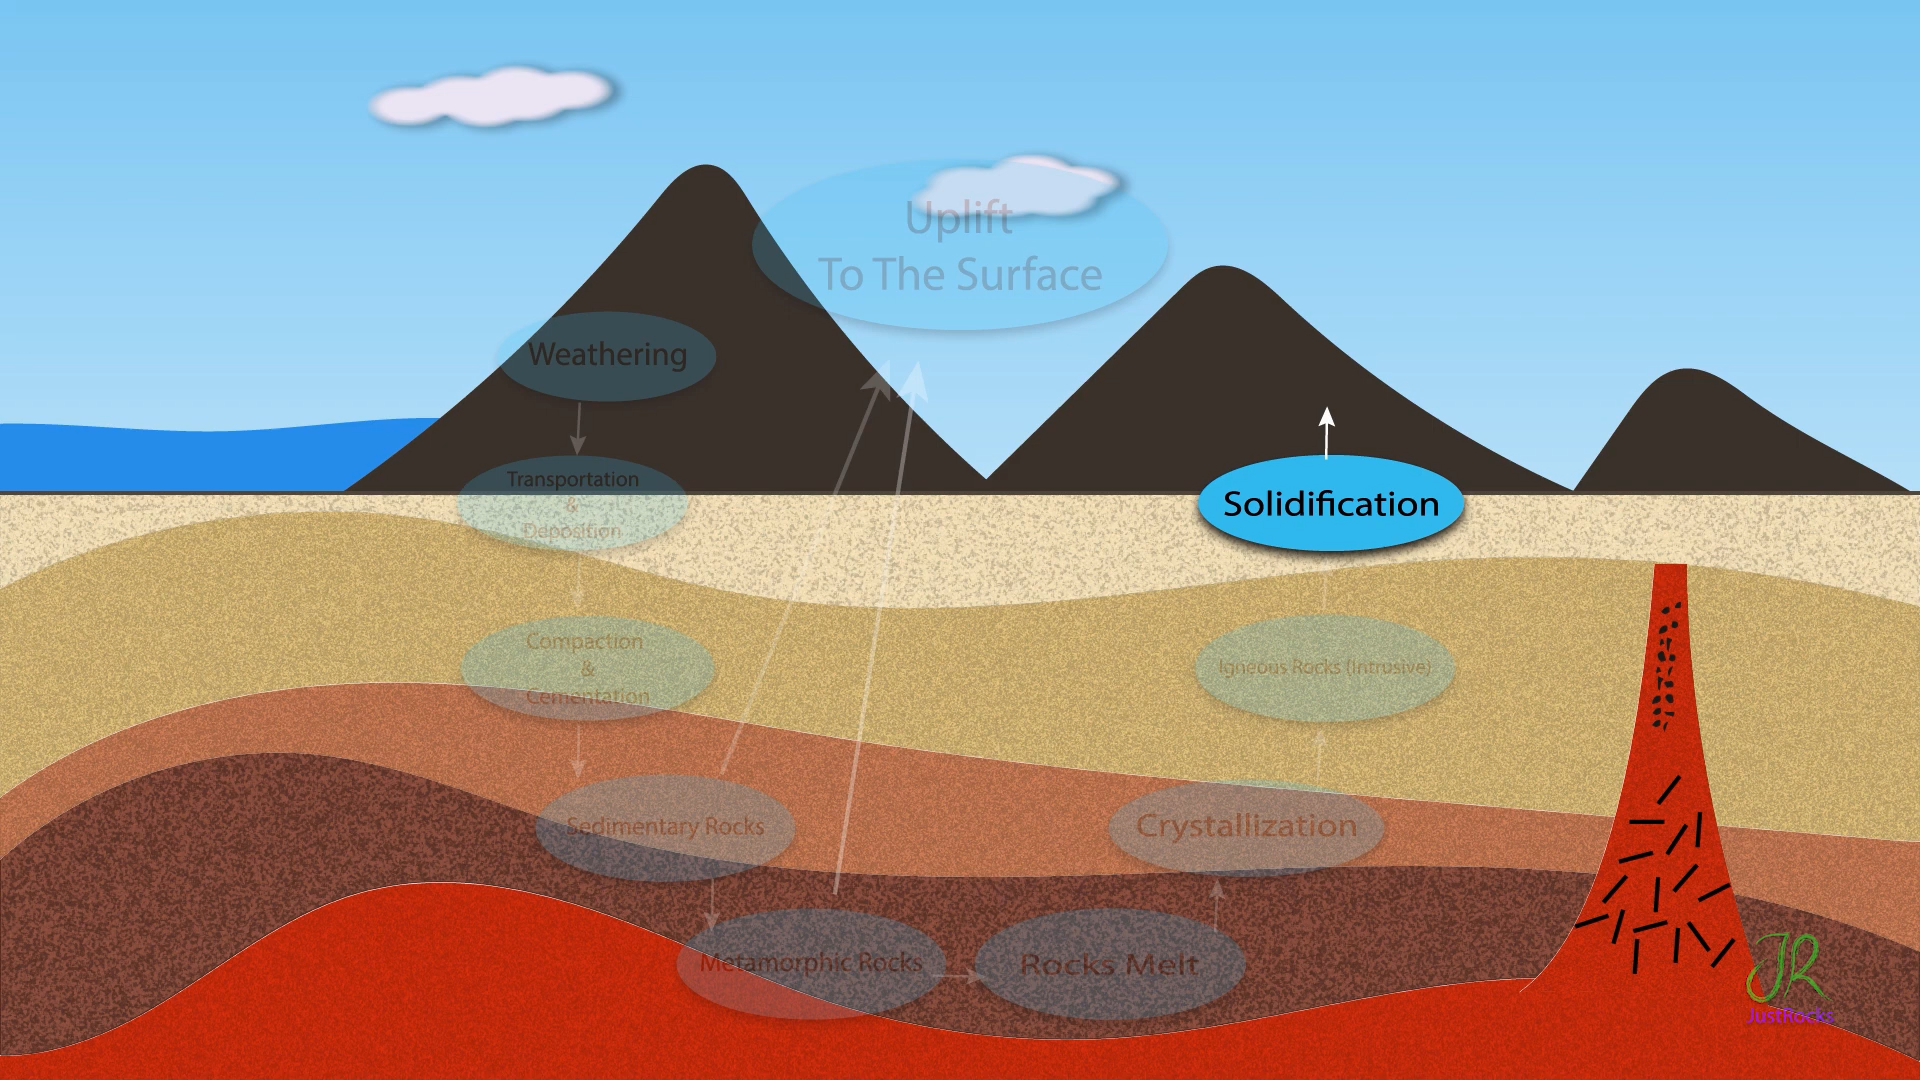 Uplift
To The Surface
Weathering
Transportation
&
Deposition
Solidification
Compaction
&
Cementation
Igneous Rocks (Intrusive)
Sedimentary Rocks
Crystallization
Metamorphic Rocks
Rocks Melt
JR
JustRocks